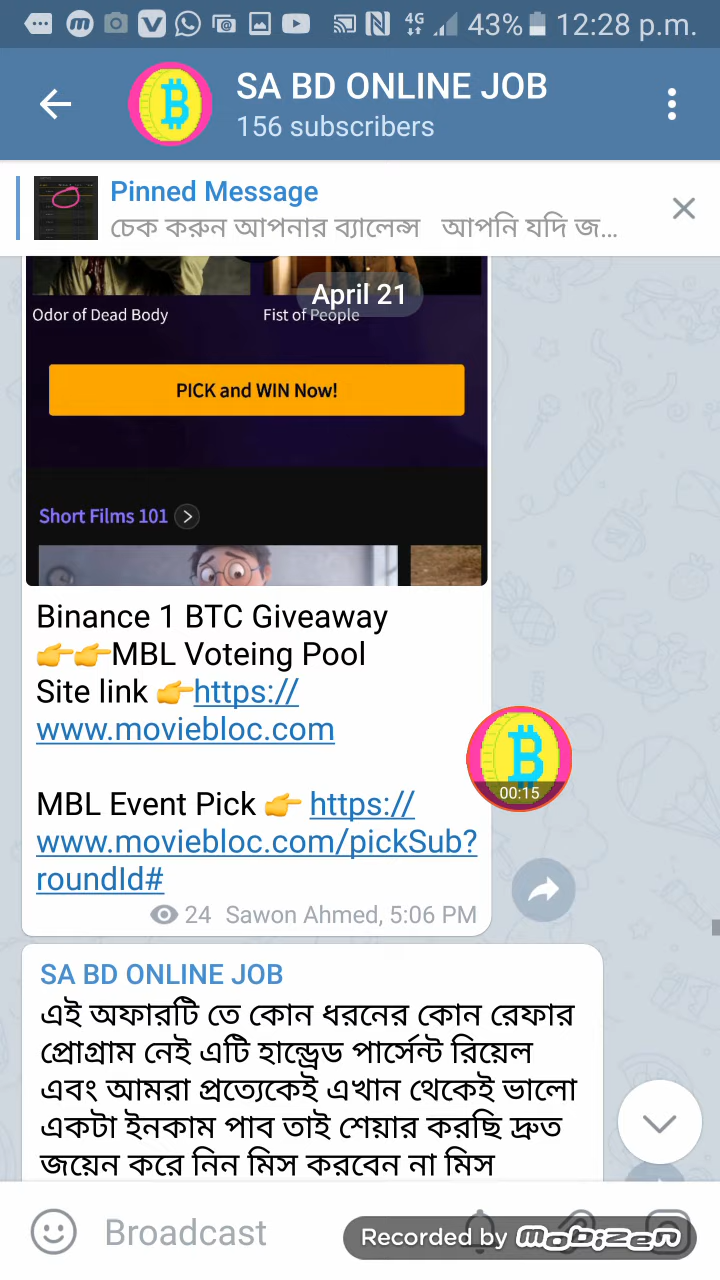 4G 43% 12:28 p.m.
SA BD ONLINE JOB
156 subscribers
Pinned Message
চেক করুন আপনার ব্যালেন্স আপনি যদি জ...
April 21
Odor of Dead Body Fist of People
PICK and WIN Now!
Short Films 101
Binance 1 BTC Giveaway
👉👉MBL Voteing Pool
Site link 👉https://
www.moviebloc.com
00:15
MBL Event Pick 👉 https://
www.moviebloc.com/pickSub?
roundId#
24 Sawon Ahmed, 5:06 PM
SA BD ONLINE JOB
এই অফারটি তে কোন ধরনের কোন রেফার
প্রোগ্রাম নেই এটি হান্ড্রেড পার্সেন্ট রিয়েল
এবং আমরা প্রত্যেকেই এখান থেকেই ভালো
একটা ইনকাম পাব তাই শেয়ার করছি দ্রুত
জয়েন করে নিন মিস করবেন না মিস
Broadcast
Recorded by mobizen